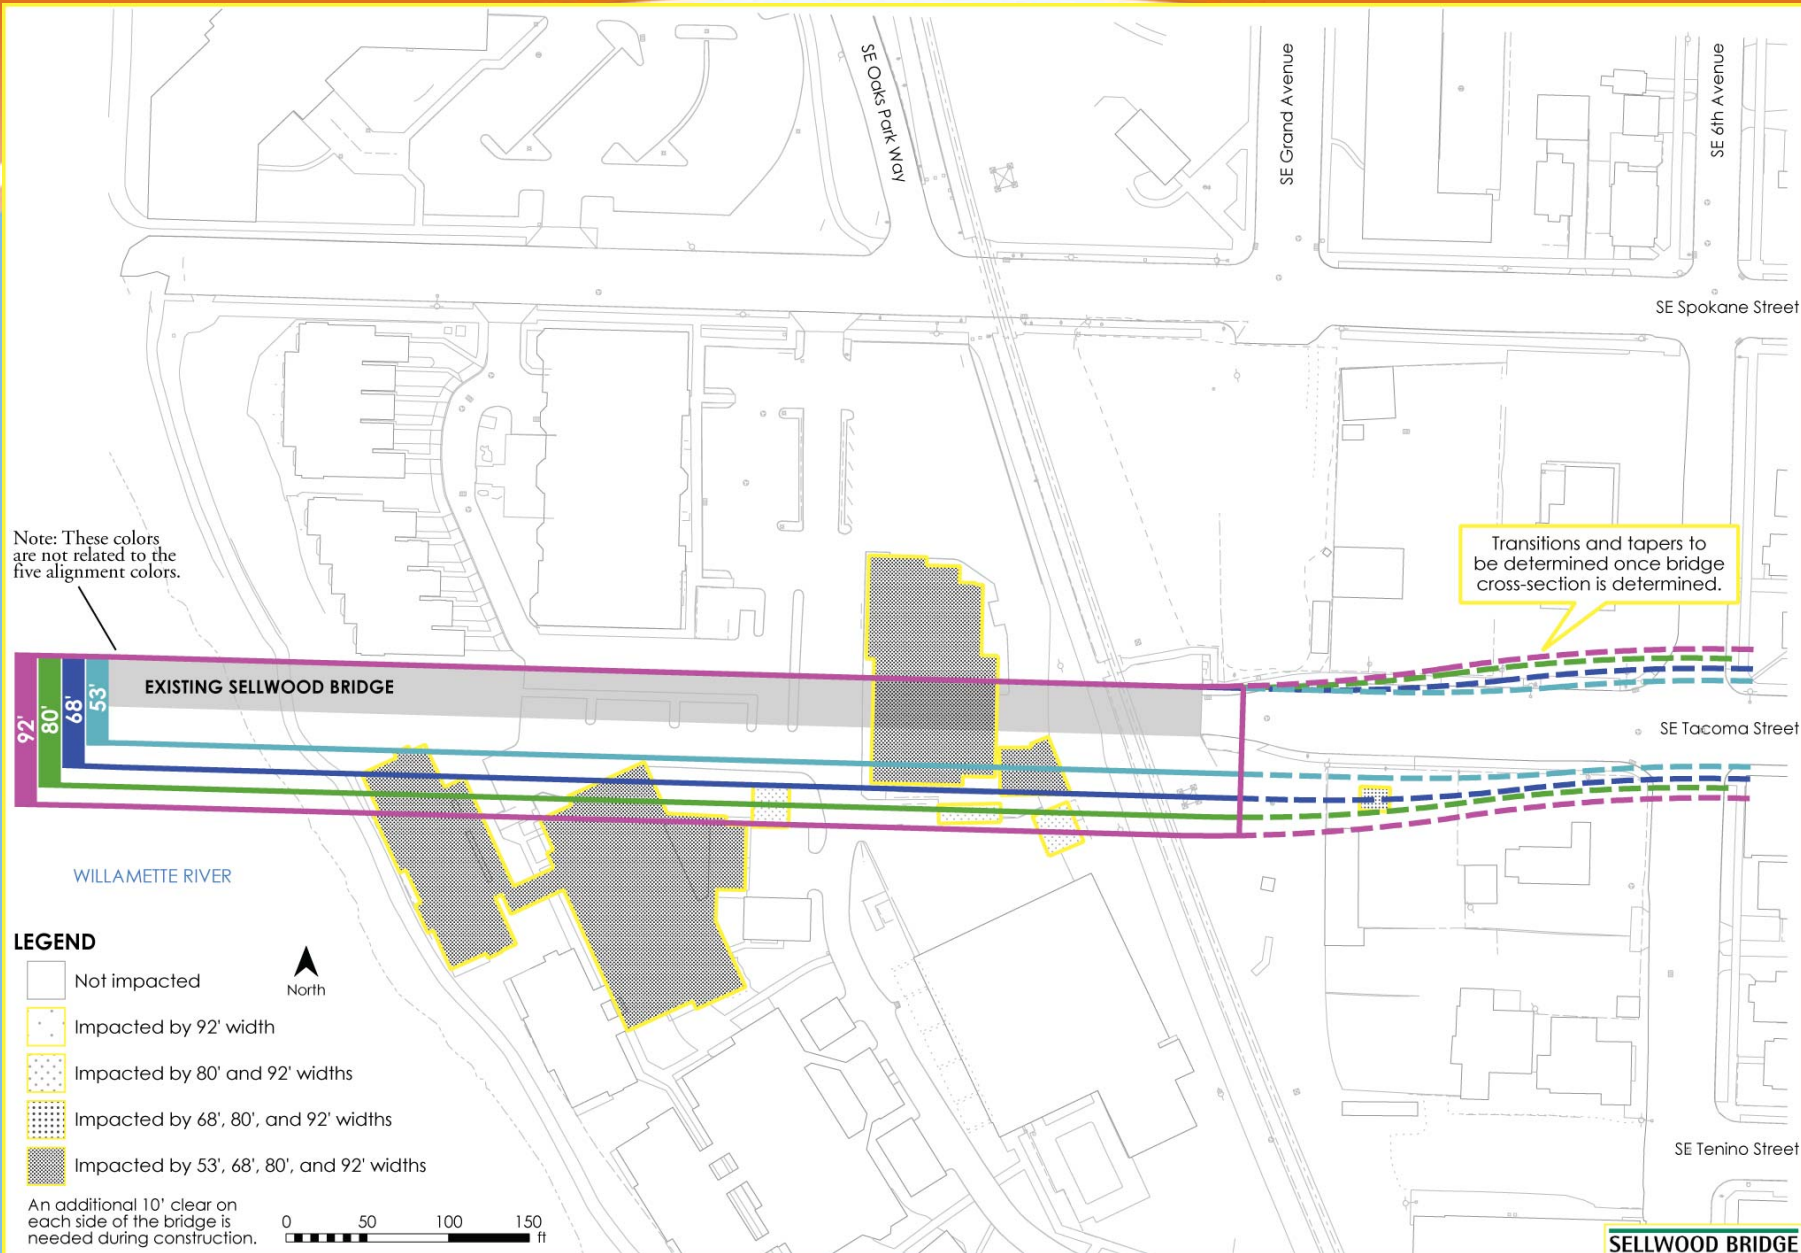 SE Oaks Park Way
SE Grand Avenue
SE 6th Avenue
SE Spokane Street
Note: These colors
are not related to the
five alignment colors.
Transitions and tapers to
be determined once bridge
cross-section is determined.
92'
80'
68'
53'
EXISTING SELLWOOD BRIDGE
SE Tacoma Street
WILLAMETTE RIVER
LEGEND
Not impacted
North
Impacted by 92' width
Impacted by 80' and 92' widths
Impacted by 68', 80', and 92' widths
Impacted by 53', 68', 80', and 92' widths
SE Tenino Street
An additional 10' clear on
each side of the bridge is
needed during construction.
0 50 100 150
ft
SELLWOOD BRIDGE